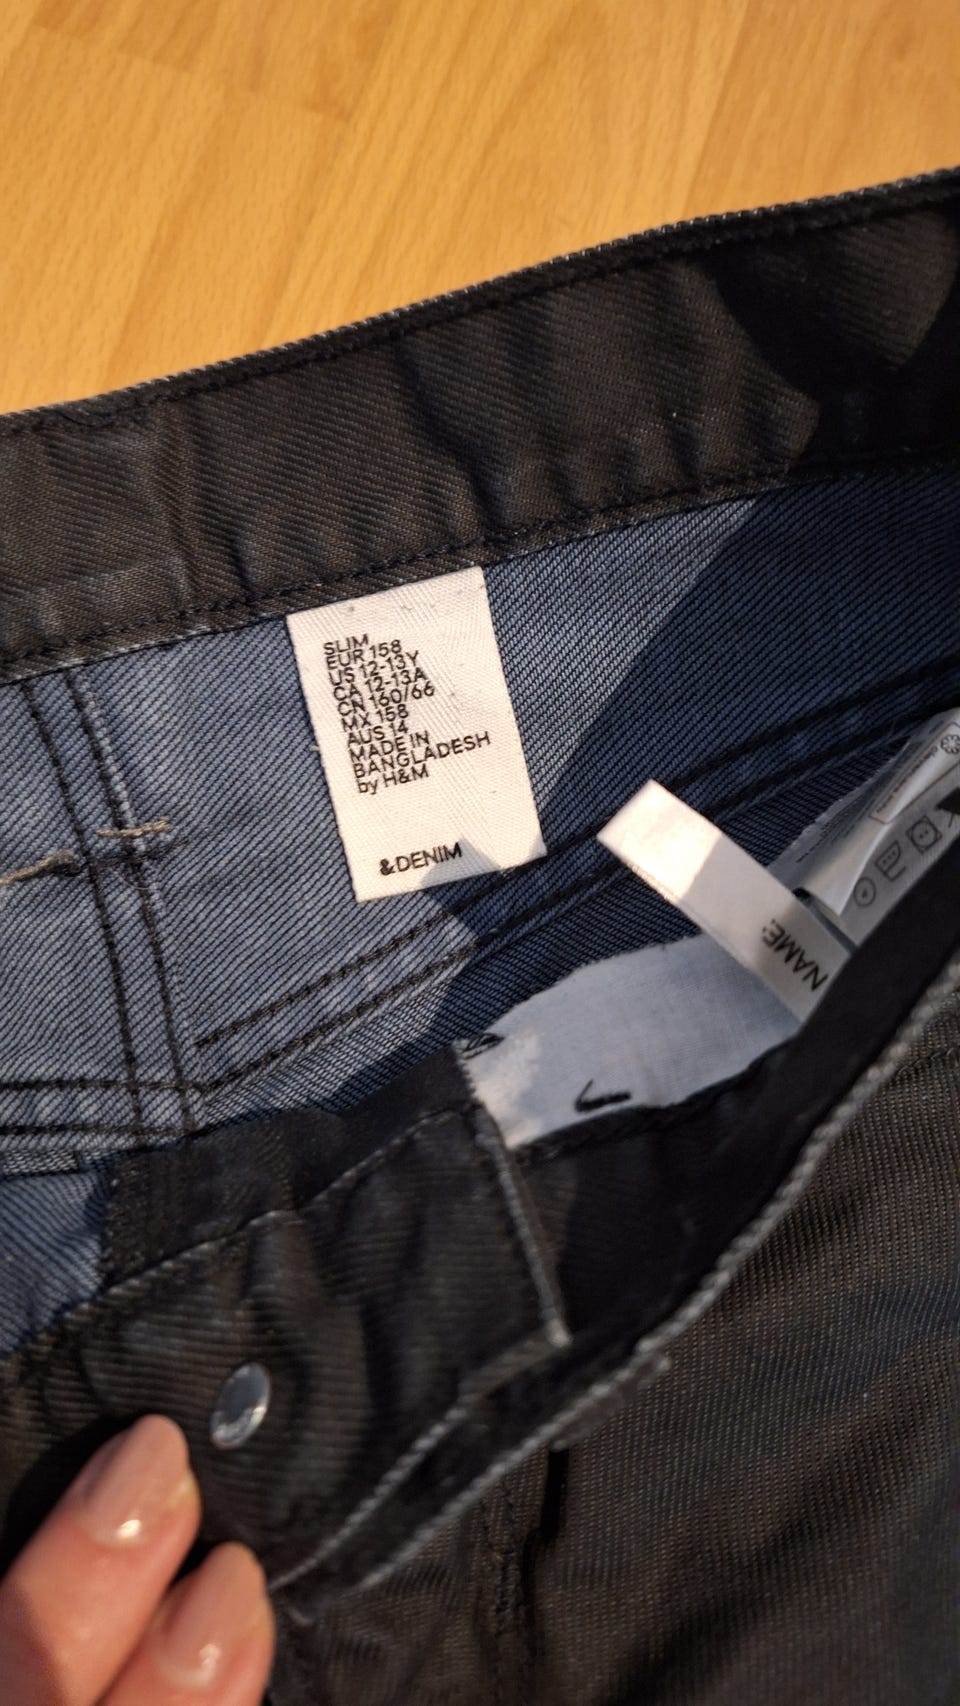 SLIM
EUR 158
US 12-13Y
CA 12-13A
CN 160/66
MX 158
AUS 14
MADE IN
BANGLADESH
by H&M
&DENIM
NAME: